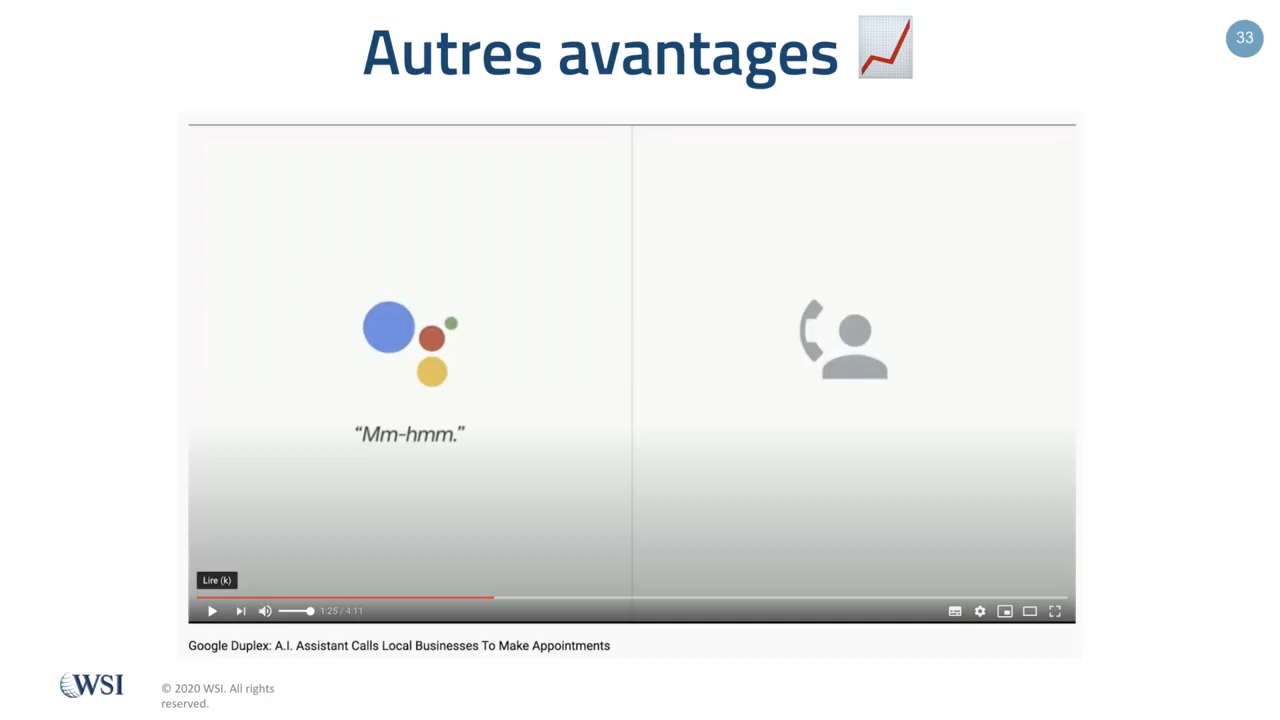 Autres avantages
33
“Mm-hmm.”
Lire (k)
1:25 / 4:11
Google Duplex: A.I. Assistant Calls Local Businesses To Make Appointments
WSI
© 2020 WSI. All rights
reserved.